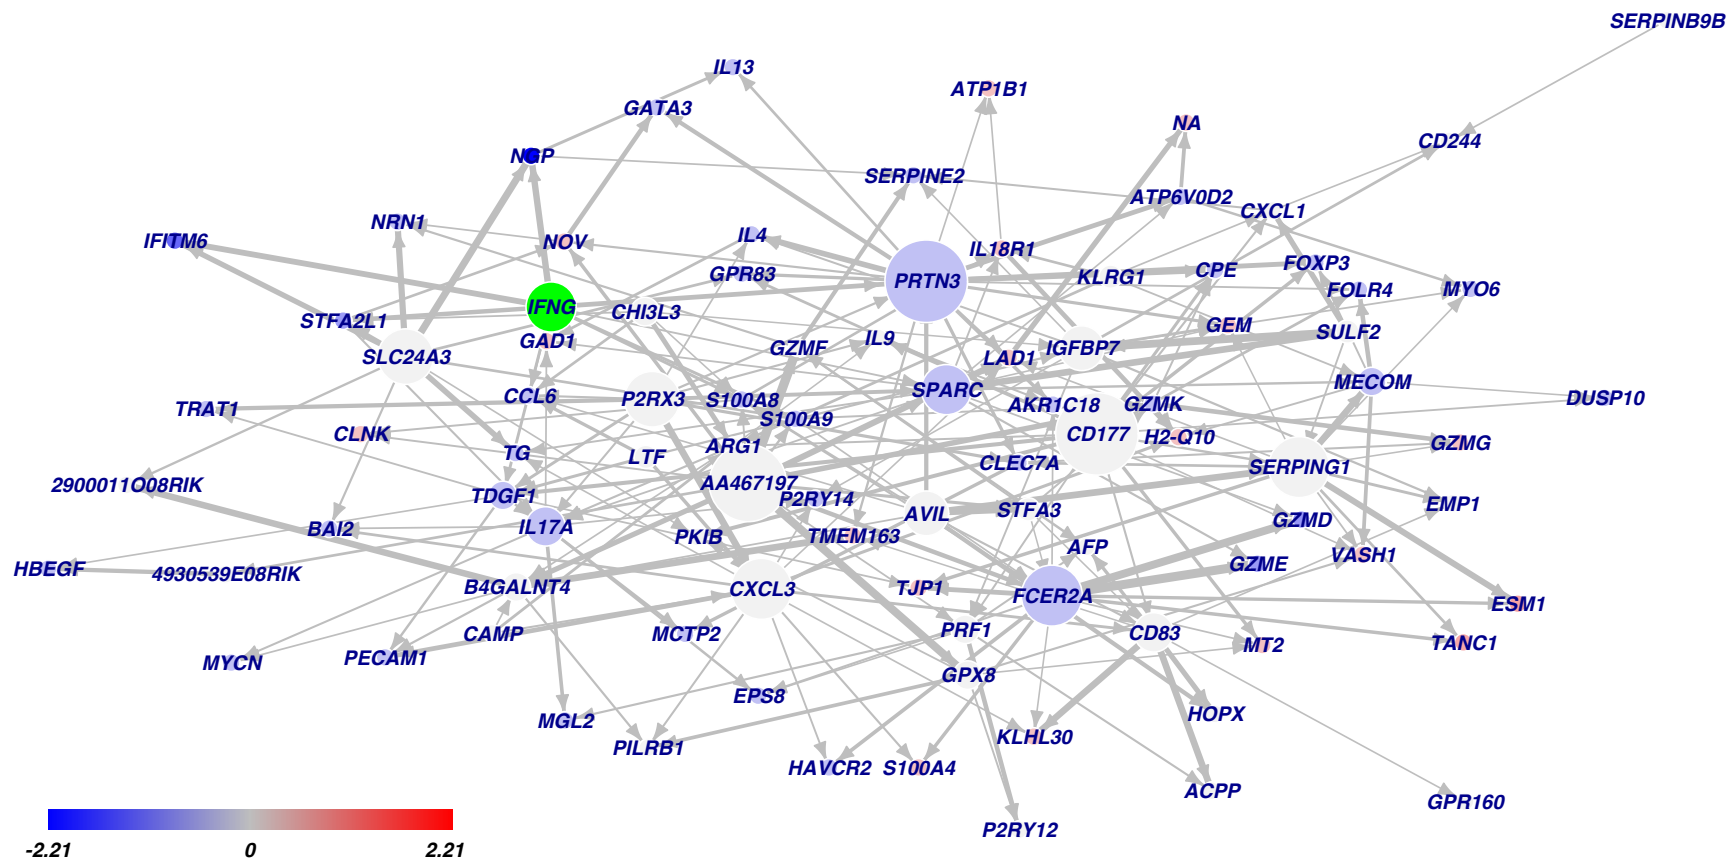 SERPINB9B
IL13
ATP1B1
GATA3
NA
CD244
NGP
SERPINE2
ATP6V0D2
CXCL1
NRN1
IFITM6
NOV
IL4
IL18R1
FOXP3
GPR83
PRTN3
KLRG1
CPE
FOLR4
MYO6
IFNG
CHI3L3
STFA2L1
GEM
SULF2
GAD1
IL9
GZMF
IGFBP7
SLC24A3
LAD1
MECOM
CCL6
P2RX3
S100A8
SPARC
DUSP10
TRAT1
S100A9
AKR1C18
GZMK
CLNK
CD177
H2-Q10
GZMG
ARG1
TG
LTF
CLEC7A
SERPING1
2900011O08RIK
AA467197
TDGF1
P2RY14
EMP1
AVIL
STFA3
GZMD
BAI2
IL17A
PKIB
TMEM163
AFP
VASH1
HBEGF
4930539E08RIK
GZME
B4GALNT4
CXCL3
TJP1
FCER2A
ESM1
CAMP
MCTP2
PRF1
CD83
MT2
TANC1
MYCN
PECAM1
GPX8
EPS8
MGL2
HOPX
PILRB1
KLHL30
HAVCR2
S100A4
ACPP
GPR160
P2RY12
-2.21
0
2.21